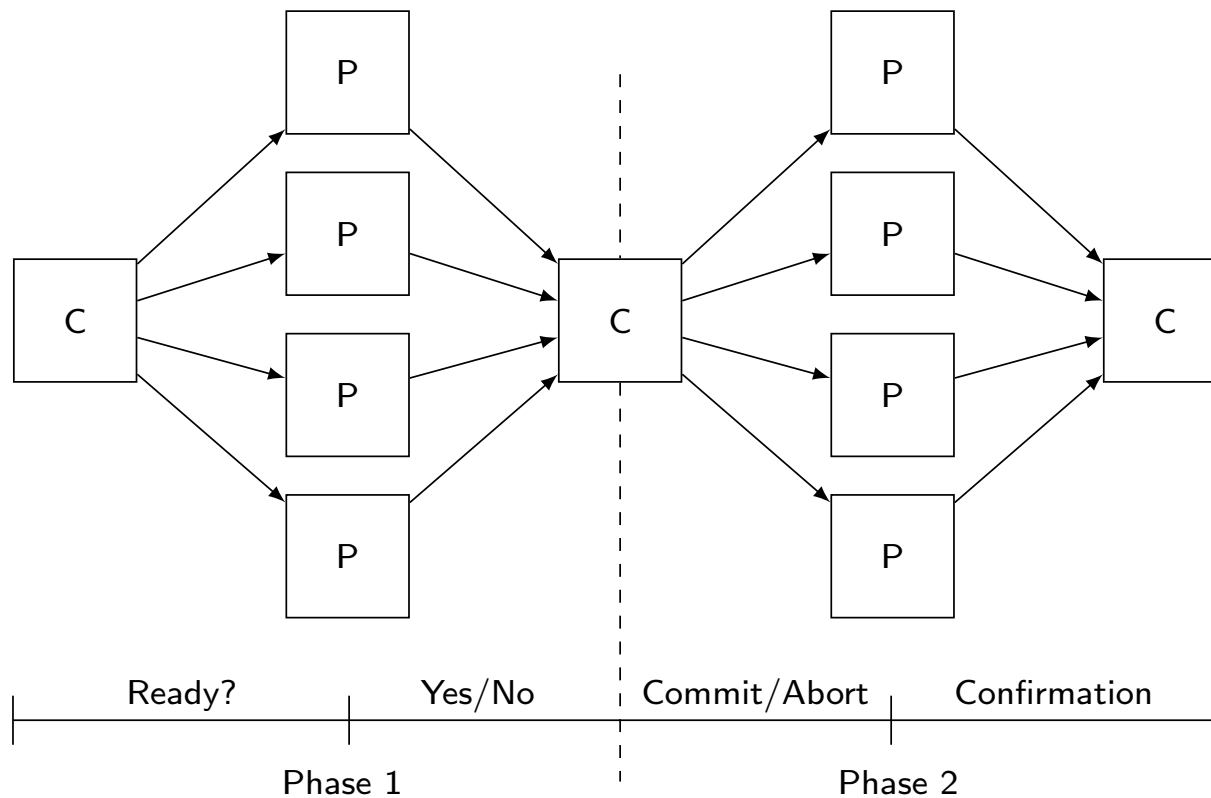 P
P
P
P
C
C
C
P
P
P
P
Ready?
Yes/No
Commit/Abort
Confirmation
Phase 1
Phase 2